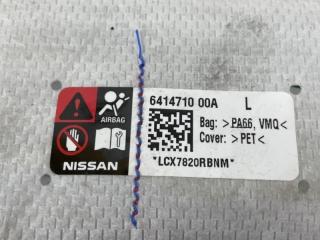 6414710 00A L
AIRBAG
Bag: >PA66, VMQ<
Cover: >PET<
NISSAN
*LCX7820RBNM*